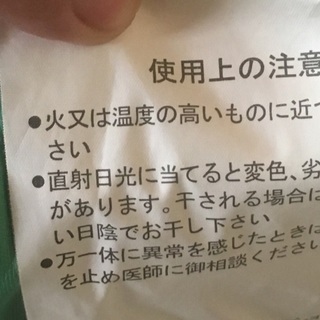 使用上の注意
●火又は温度の高いものに近づ
さい
●直射日光に当てると変色、劣
があります。干される場合は
い日陰でお干し下さい
●万一体に異常を感じたときは
を止め医師に御相談ください